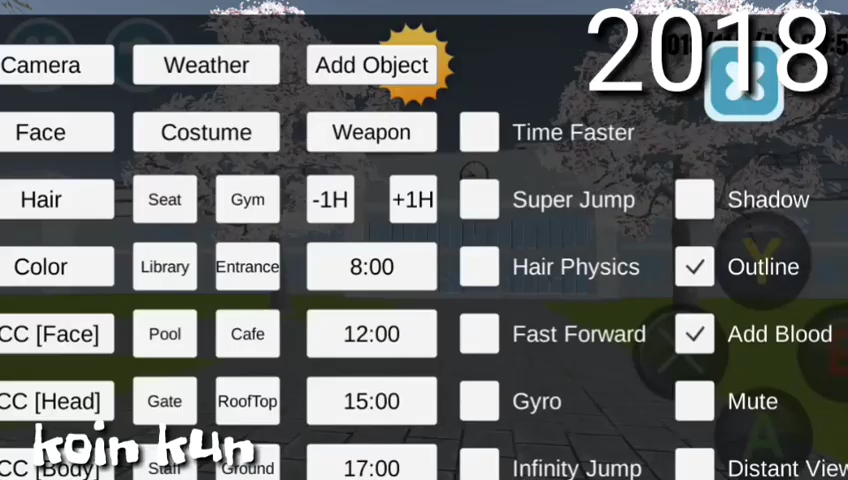 2018
Camera Weather Add Object
Face Costume Weapon Time Faster
Hair Seat Gym -1H +1H Super Jump Shadow
Color Library Entrance 8:00 Hair Physics Outline
CC [Face] Pool Cafe 12:00 Fast Forward Add Blood
CC [Head] Gate RoofTop 15:00 Gyro Mute
CC [Body] Staff Ground 17:00 Infinity Jump Distant View
koin kun
Y
X
A